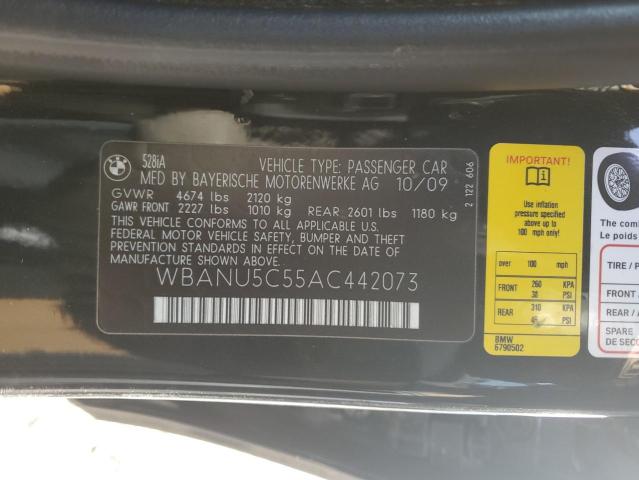 BMW
528iA
VEHICLE TYPE: PASSENGER CAR
MFD BY BAYERISCHE MOTORENWERKE AG 10/09
GVWR 4674 lbs 2120 kg
GAWR FRONT 2227 lbs 1010 kg REAR: 2601 lbs 1180 kg
THIS VEHICLE CONFORMS TO ALL APPLICABLE U.S.
FEDERAL MOTOR VEHICLE SAFETY, BUMPER AND THEFT
PREVENTION STANDARDS IN EFFECT ON THE DATE OF
MANUFACTURE SHOWN ABOVE.
WBANU5C55AC442073
2 122 606
IMPORTANT!
Use inflation
pressure specified
above up to
100 mph only!
over 100 mph
FRONT 260 KPA
38 PSI
REAR 310 KPA
45 PSI
BMW
6790502
The com
Le poids
TIRE / P
FRONT
REAR / A
SPARE
DE SECO